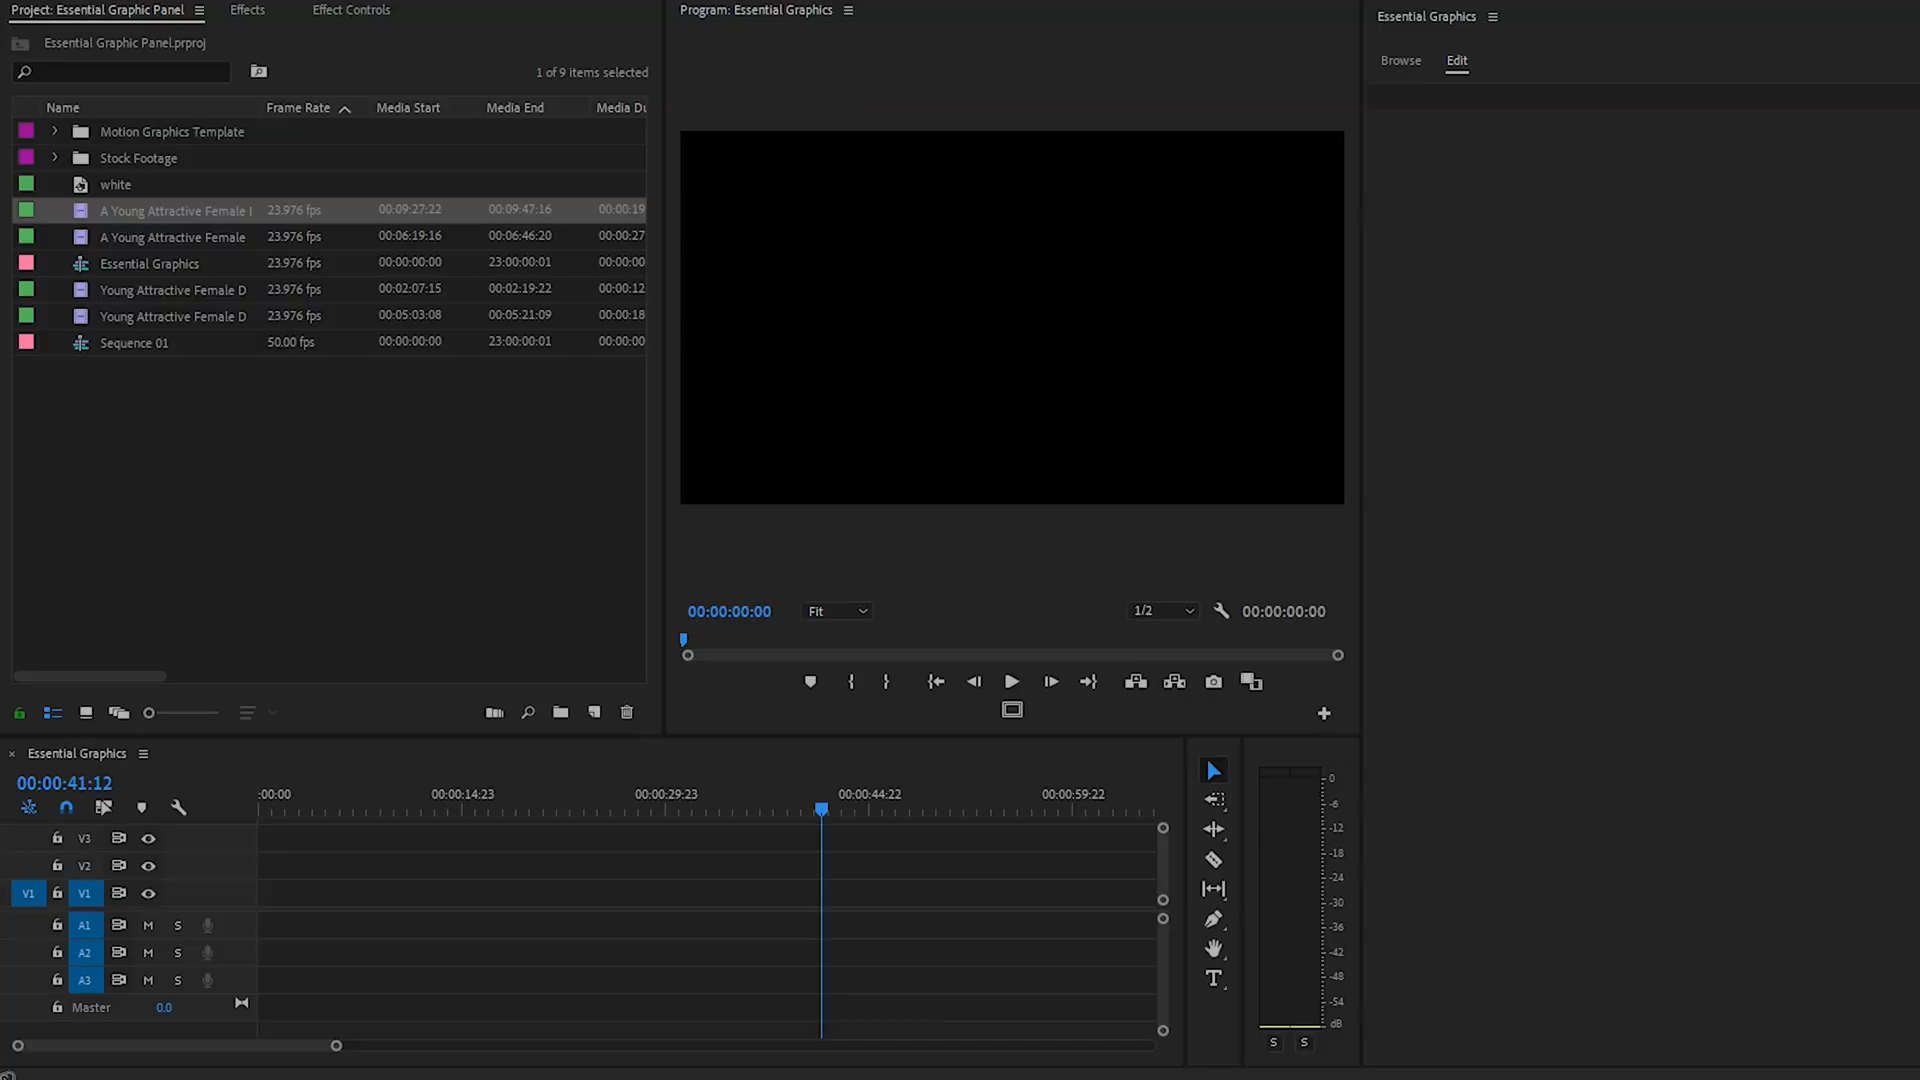 Project: Essential Graphic Panel
Effects
Effect Controls
Essential Graphic Panel.prproj
1 of 9 items selected
Name Frame Rate Media Start Media End Media Du
Motion Graphics Template
Stock Footage
white
A Young Attractive Female 23.976 fps 00:09:27:22 00:09:47:16 00:00:19
A Young Attractive Female 23.976 fps 00:06:19:16 00:06:46:20 00:00:27
Essential Graphics 23.976 fps 00:00:00:00 23:00:00:01 00:00:00
Young Attractive Female D 23.976 fps 00:02:07:15 00:02:19:22 00:00:12
Young Attractive Female D 23.976 fps 00:05:03:08 00:05:21:09 00:00:18
Sequence 01 50.00 fps 00:00:00:00 23:00:00:01 00:00:00
Program: Essential Graphics
00:00:00:00 Fit 1/2 00:00:00:00
Essential Graphics
Browse Edit
Essential Graphics
00:00:41:12
:00:00 00:00:14:23 00:00:29:23 00:00:44:22 00:00:59:22
V3
V2
V1 V1
A1 M S
A2 M S
A3 M S
Master 0.0
0
-6
-12
-18
-24
-30
-36
-42
-48
-54
dB
S S